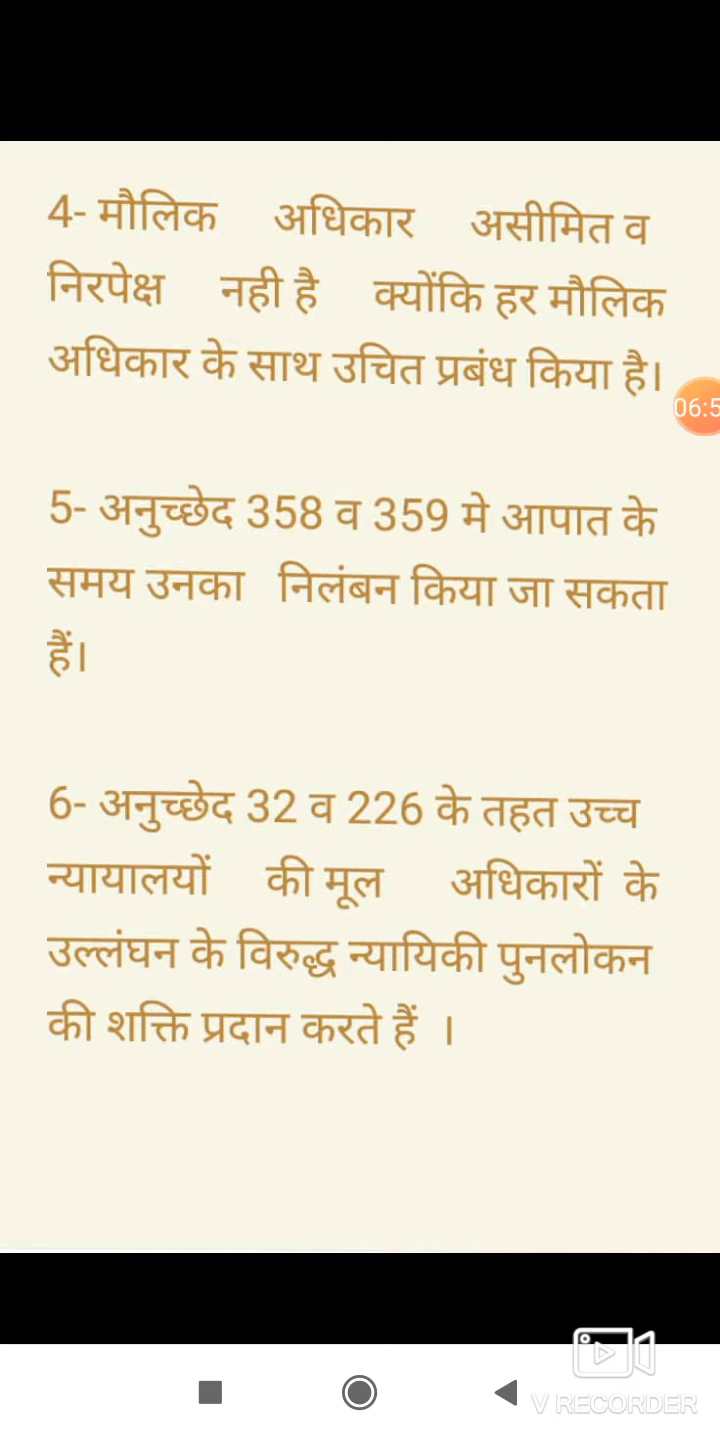 4- मौलिक अधिकार असीमित व
निरपेक्ष नही है क्योंकि हर मौलिक
अधिकार के साथ उचित प्रबंध किया है।
06:5
5- अनुच्छेद 358 व 359 मे आपात के
समय उनका निलंबन किया जा सकता
हैं।
6- अनुच्छेद 32 व 226 के तहत उच्च
न्यायालयों की मूल अधिकारों के
उल्लंघन के विरुद्ध न्यायिकी पुनलोकन
की शक्ति प्रदान करते हैं ।
V RECORDER